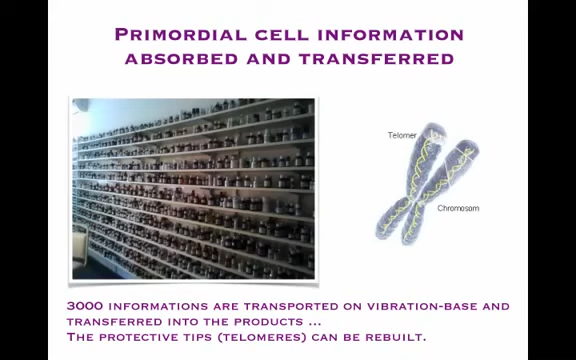 PRIMORDIAL CELL INFORMATION
ABSORBED AND TRANSFERRED
Telomer
Chromosom
3000 INFORMATIONS ARE TRANSPORTED ON VIBRATION-BASE AND
TRANSFERRED INTO THE PRODUCTS ...
THE PROTECTIVE TIPS (TELOMERES) CAN BE REBUILT.